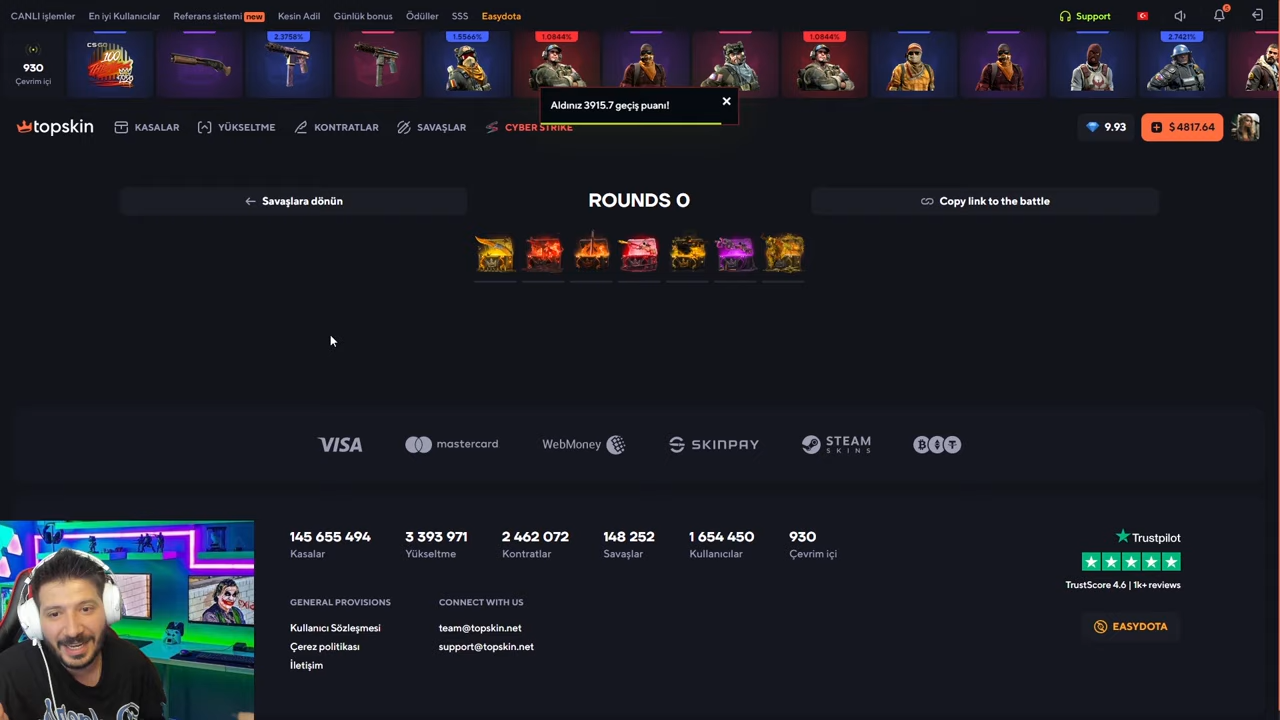 CANLI işlemler En iyi Kullanıcılar Referans sistemi new Kesin Adil Günlük bonus Ödüller SSS Easydota Support 5
930
Çevrim içi
2.3758% 1.5566% 1.0844% 1.0844% 2.7421%
Aldınız 3915.7 geçiş puanı!
topskin KASALAR YÜKSELTME KONTRATLAR SAVAŞLAR CYBER STRIKE 9.93 $ 4817.64
Savaşlara dönün ROUNDS 0 Copy link to the battle
VISA mastercard WebMoney SKINPAY STEAM SKINS
145 655 494 3 393 971 2 462 072 148 252 1 654 450 930
Kasalar Yükseltme Kontratlar Savaşlar Kullanıcılar Çevrim içi
Trustpilot
TrustScore 4.6 | 1k+ reviews
GENERAL PROVISIONS CONNECT WITH US
Kullanıcı Sözleşmesi team@topskin.net
Çerez politikası support@topskin.net
İletişim
EASYDOTA